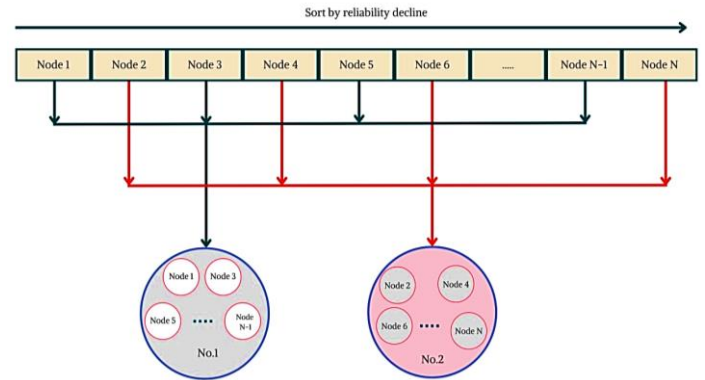 Sort by reliability decline
Node 1 Node 2 Node 3 Node 4 Node 5 Node 6 ..... Node N-1 Node N
Node 1 Node 3
Node 5 .... Node
N-1
No.1
Node 2 Node 4
Node 6 .... Node N
No.2